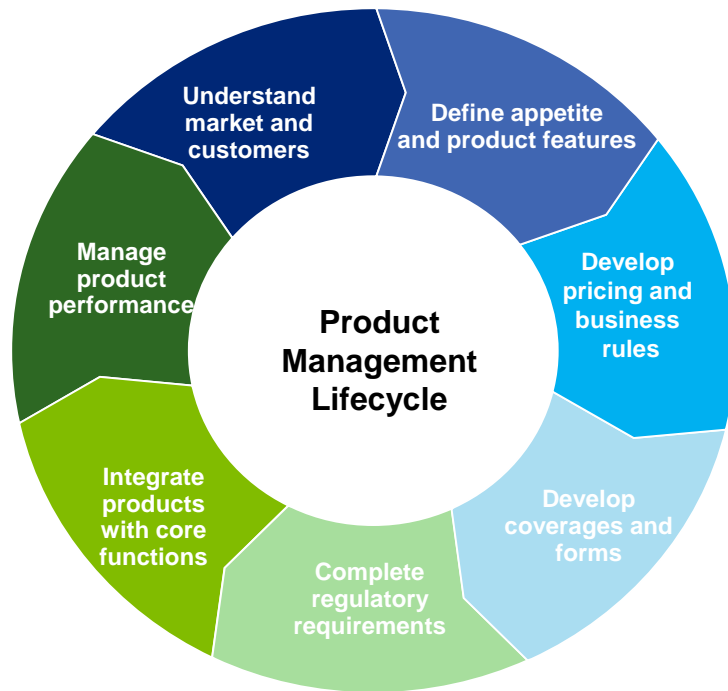 Understand
market and
customers
Define appetite
and product features
Develop
pricing and
business
rules
Develop
coverages and
forms
Complete
regulatory
requirements
Integrate
products
with core
functions
Manage
product
performance
Product
Management
Lifecycle